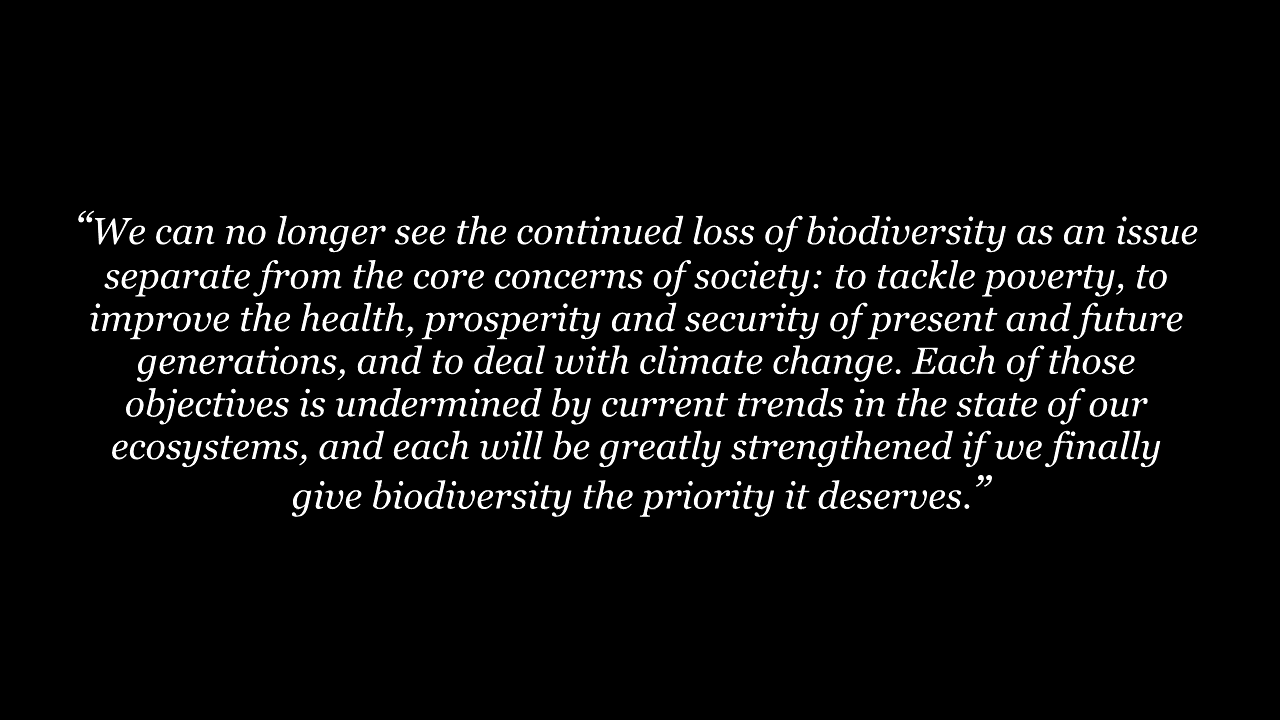 “We can no longer see the continued loss of biodiversity as an issue
separate from the core concerns of society: to tackle poverty, to
improve the health, prosperity and security of present and future
generations, and to deal with climate change. Each of those
objectives is undermined by current trends in the state of our
ecosystems, and each will be greatly strengthened if we finally
give biodiversity the priority it deserves.”